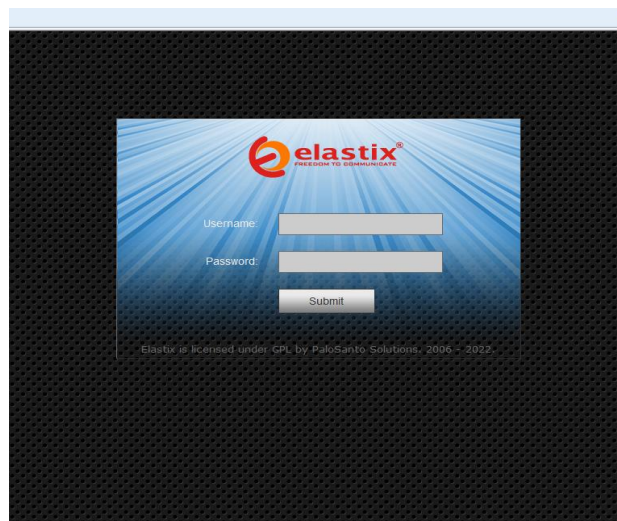 elastix®
FREEDOM TO COMMUNICATE
Username:
Password:
Submit
Elastix is licensed under GPL by PaloSanto Solutions. 2006 - 2022.